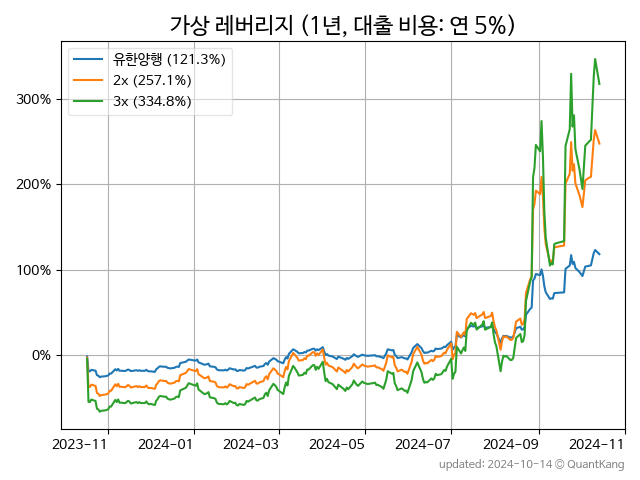 가상 레버리지 (1년, 대출 비용: 연 5%)
유한양행 (121.3%)
2x (257.1%)
3x (334.8%)
300%
200%
100%
0%
2023-11 2024-01 2024-03 2024-05 2024-07 2024-09 2024-11
updated: 2024-10-14 © QuantKang